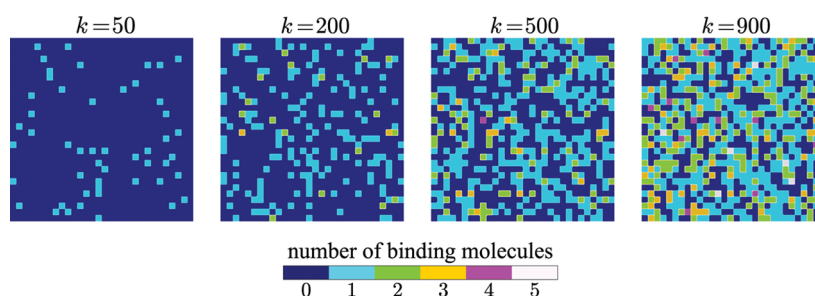 k=50 k=200 k=500 k=900
number of binding molecules
0 1 2 3 4 5